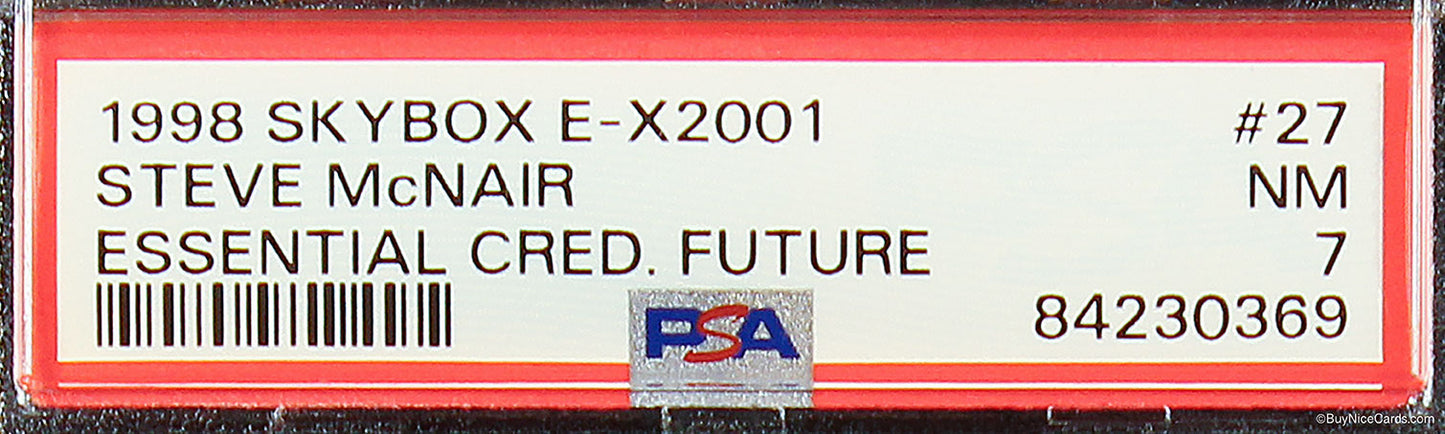 1998 SKYBOX E-X2001 #27
STEVE McNAIR NM
ESSENTIAL CRED. FUTURE 7
PSA 84230369
©BuyNiceCards.com